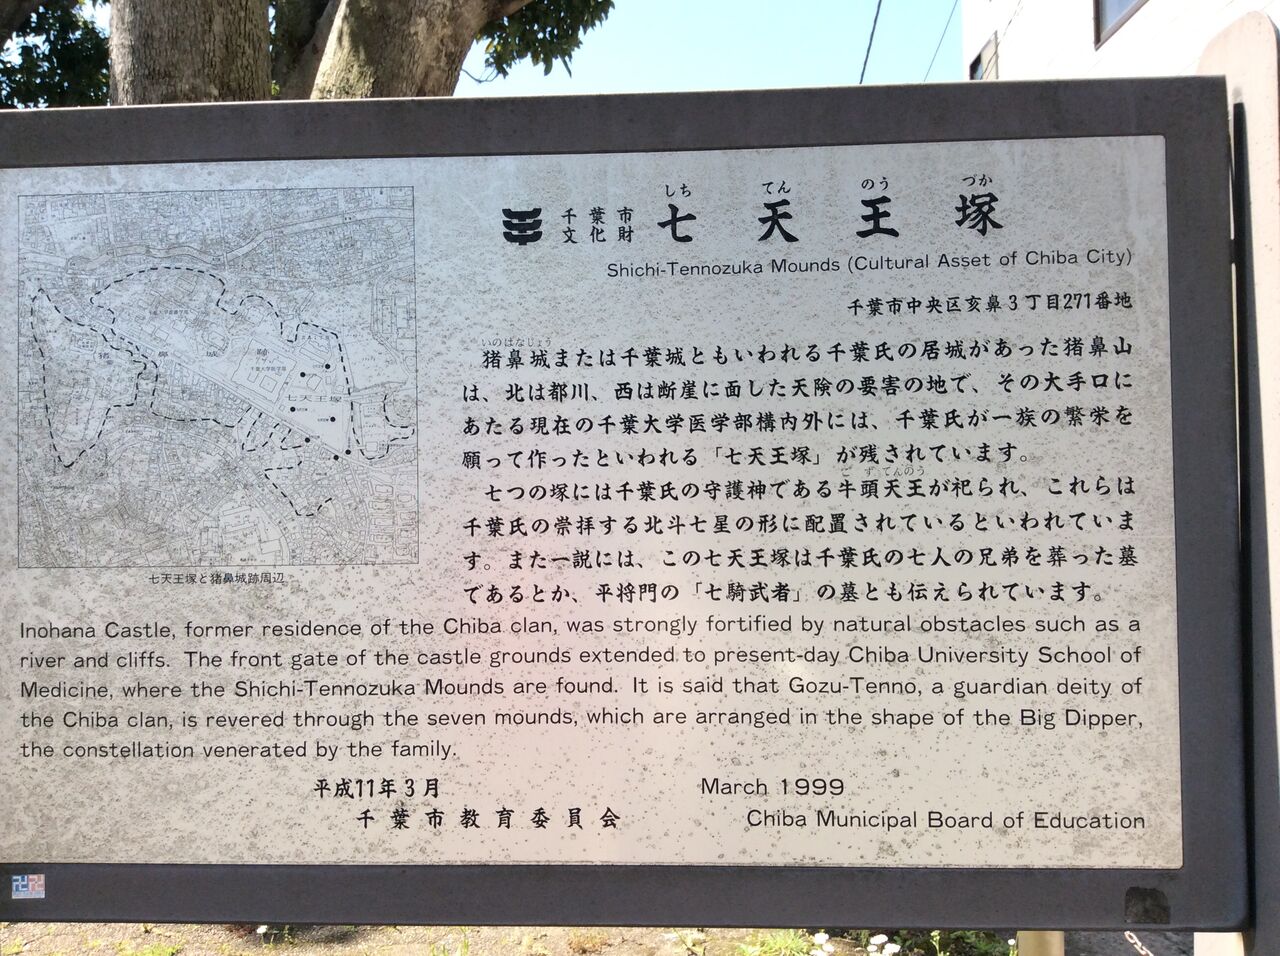 しち てん のう づか
千葉市
文化財
七天王塚
Shichi-Tennozuka Mounds (Cultural Asset of Chiba City)
千葉市中央区亥鼻3丁目271番地
いのはなじょう
猪鼻城または千葉城ともいわれる千葉氏の居城があった猪鼻山
は、北は都川、西は断崖に面した天険の要害の地で、その大手口に
あたる現在の千葉大学医学部構内外には、千葉氏が一族の繁栄を
願って作ったといわれる「七天王塚」が残されています。
ごずてんのう
七つの塚には千葉氏の守護神である牛頭天王が祀られ、これらは
千葉氏の崇拝する北斗七星の形に配置されているといわれていま
す。また一説には、この七天王塚は千葉氏の七人の兄弟を葬った墓
であるとか、平将門の「七騎武者」の墓とも伝えられています。
猪鼻城跡
千葉大学医学部
七天王塚
七天王塚と猪鼻城跡周辺
Inohana Castle, former residence of the Chiba clan, was strongly fortified by natural obstacles such as a
river and cliffs. The front gate of the castle grounds extended to present-day Chiba University School of
Medicine, where the Shichi-Tennozuka Mounds are found. It is said that Gozu-Tenno, a guardian deity of
the Chiba clan, is revered through the seven mounds, which are arranged in the shape of the Big Dipper,
the constellation venerated by the family.
平成11年3月
千葉市教育委員会
March 1999
Chiba Municipal Board of Education